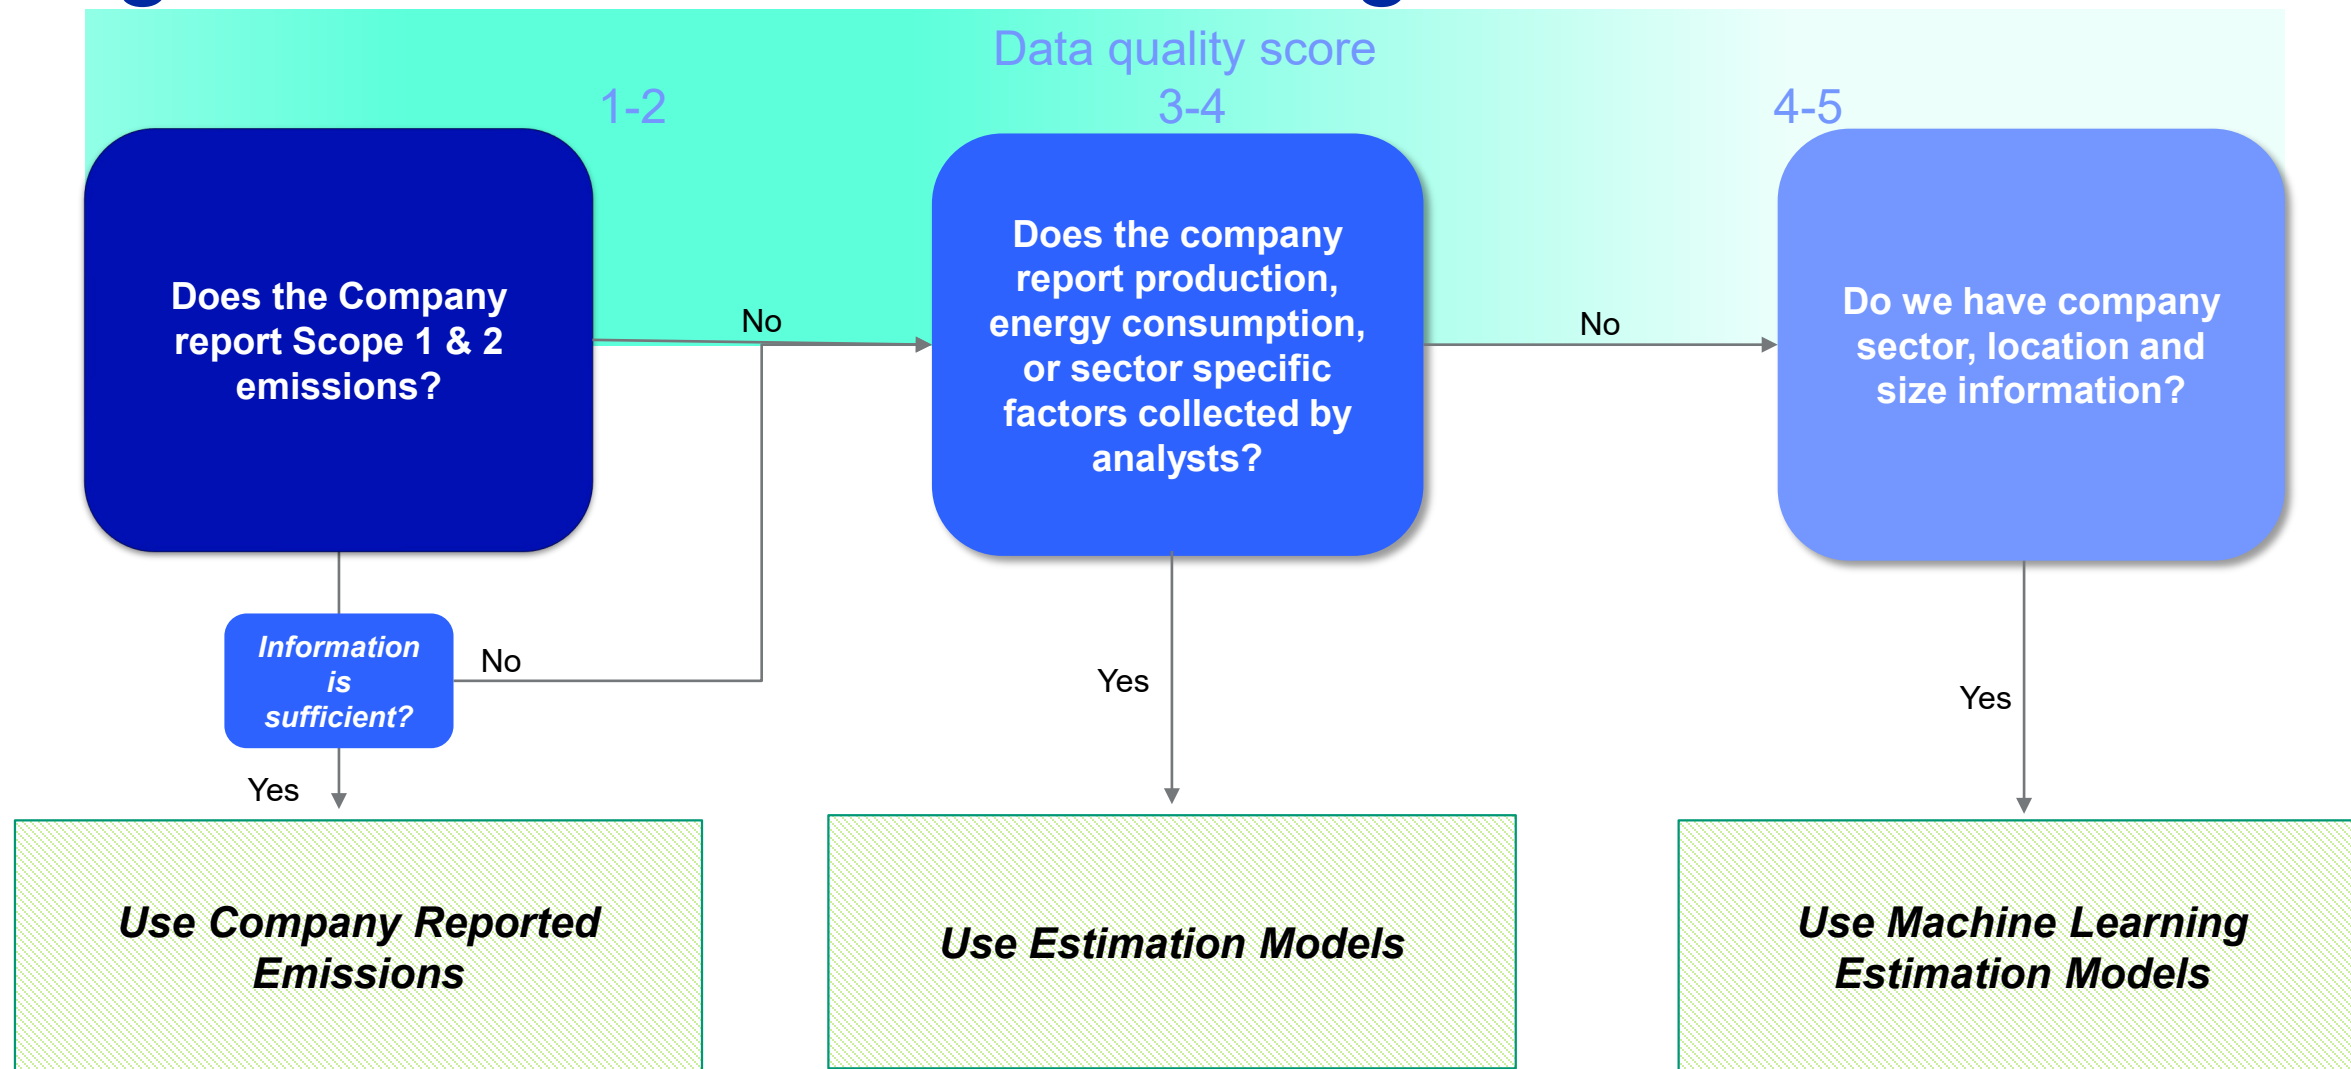 Data quality score
1-2
3-4
4-5
Does the Company
report Scope 1 & 2
emissions?
No
Does the company
report production,
energy consumption,
or sector specific
factors collected by
analysts?
No
Do we have company
sector, location and
size information?
Information
is
sufficient?
No
Yes
Yes
Yes
Use Company Reported
Emissions
Use Estimation Models
Use Machine Learning
Estimation Models